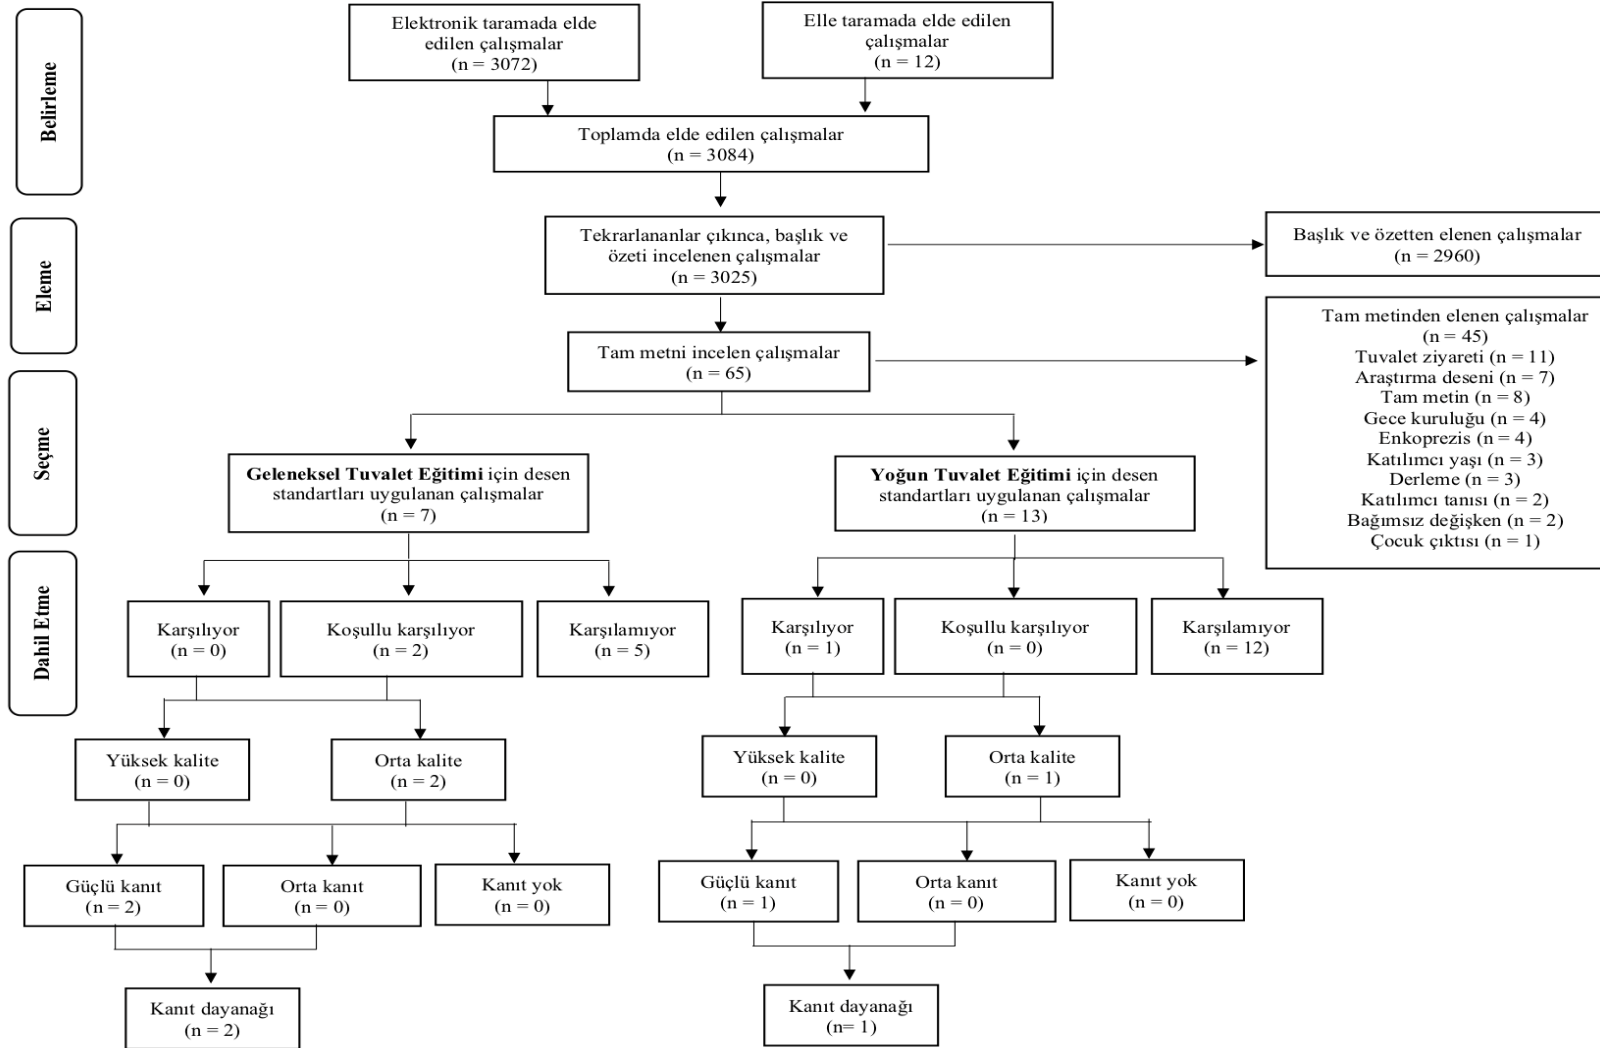 Belirleme
Elektronik taramada elde
edilen çalışmalar
(n = 3072)
Elle taramada elde edilen
çalışmalar
(n = 12)
Toplamda elde edilen çalışmalar
(n = 3084)
Eleme
Tekrarlananlar çıkınca, başlık ve
özeti incelenen çalışmalar
(n = 3025)
Başlık ve özetten elenen çalışmalar
(n = 2960)
Tam metni incelen çalışmalar
(n = 65)
Tam metinden elenen çalışmalar
(n = 45)
Tuvalet ziyareti (n = 11)
Araştırma deseni (n = 7)
Tam metin (n = 8)
Gece kuruluğu (n = 4)
Enkoprezis (n = 4)
Katılımcı yaşı (n = 3)
Derleme (n = 3)
Katılımcı tanısı (n = 2)
Bağımsız değişken (n = 2)
Çocuk çıktısı (n = 1)
Seçme
Geleneksel Tuvalet Eğitimi için desen
standartları uygulanan çalışmalar
(n = 7)
Yoğun Tuvalet Eğitimi için desen
standartları uygulanan çalışmalar
(n = 13)
Dahil Etme
Karşılıyor
(n = 0)
Koşullu karşılıyor
(n = 2)
Karşılamıyor
(n = 5)
Karşılıyor
(n = 1)
Koşullu karşılıyor
(n = 0)
Karşılamıyor
(n = 12)
Yüksek kalite
(n = 0)
Orta kalite
(n = 2)
Yüksek kalite
(n = 0)
Orta kalite
(n = 1)
Güçlü kanıt
(n = 2)
Orta kanıt
(n = 0)
Kanıt yok
(n = 0)
Güçlü kanıt
(n = 1)
Orta kanıt
(n = 0)
Kanıt yok
(n = 0)
Kanıt dayanağı
(n = 2)
Kanıt dayanağı
(n= 1)